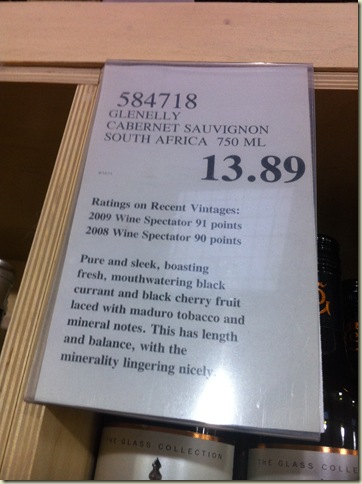 584718
GLENELLY
CABERNET SAUVIGNON
SOUTH AFRICA 750 ML
13.89
Ratings on Recent Vintages:
2009 Wine Spectator 91 points
2008 Wine Spectator 90 points
Pure and sleek, boasting
fresh, mouthwatering black
currant and black cherry fruit
laced with maduro tobacco and
mineral notes. This has length
and balance, with the
minerality lingering nicely.
THE GLASS COLLECTION
THE GLASS COLLECTION